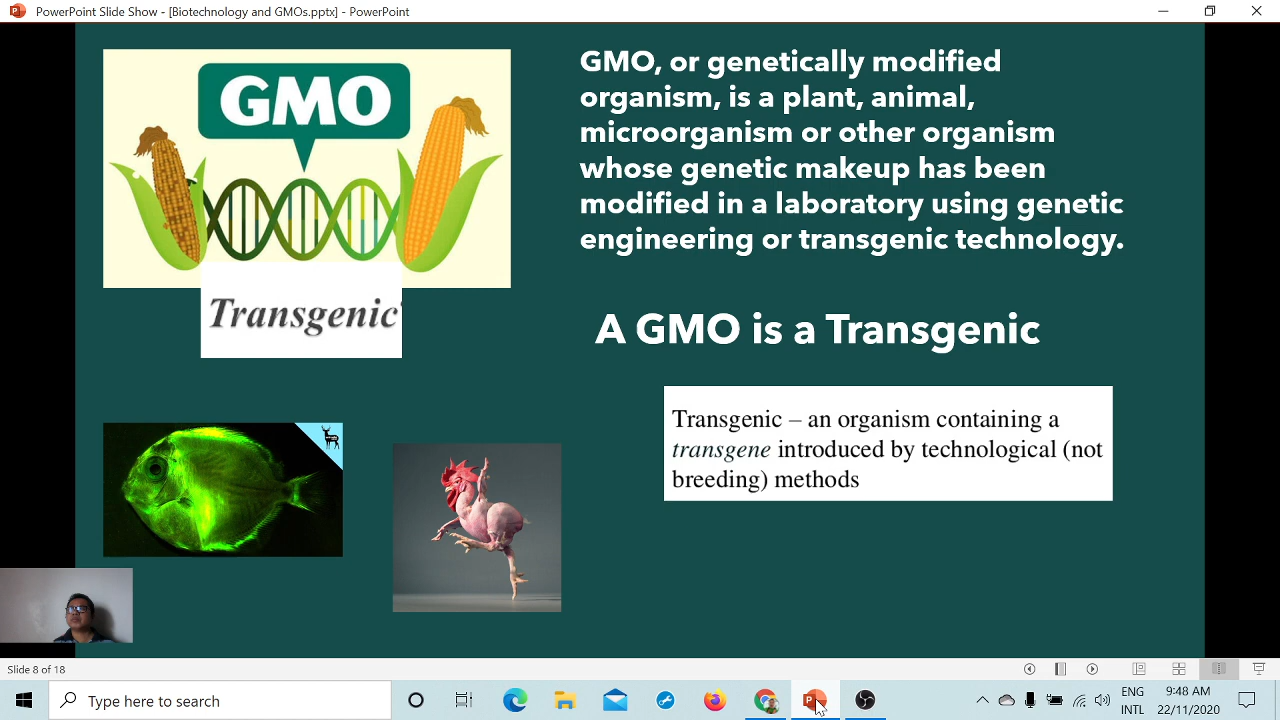 PowerPoint Slide Show - [Biotechnology and GMOs.pptx] - PowerPoint
GMO
Transgenic
GMO, or genetically modified
organism, is a plant, animal,
microorganism or other organism
whose genetic makeup has been
modified in a laboratory using genetic
engineering or transgenic technology.
A GMO is a Transgenic
Transgenic – an organism containing a
transgene introduced by technological (not
breeding) methods
Slide 8 of 18
Type here to search
ENG
INTL
9:48 AM
22/11/2020